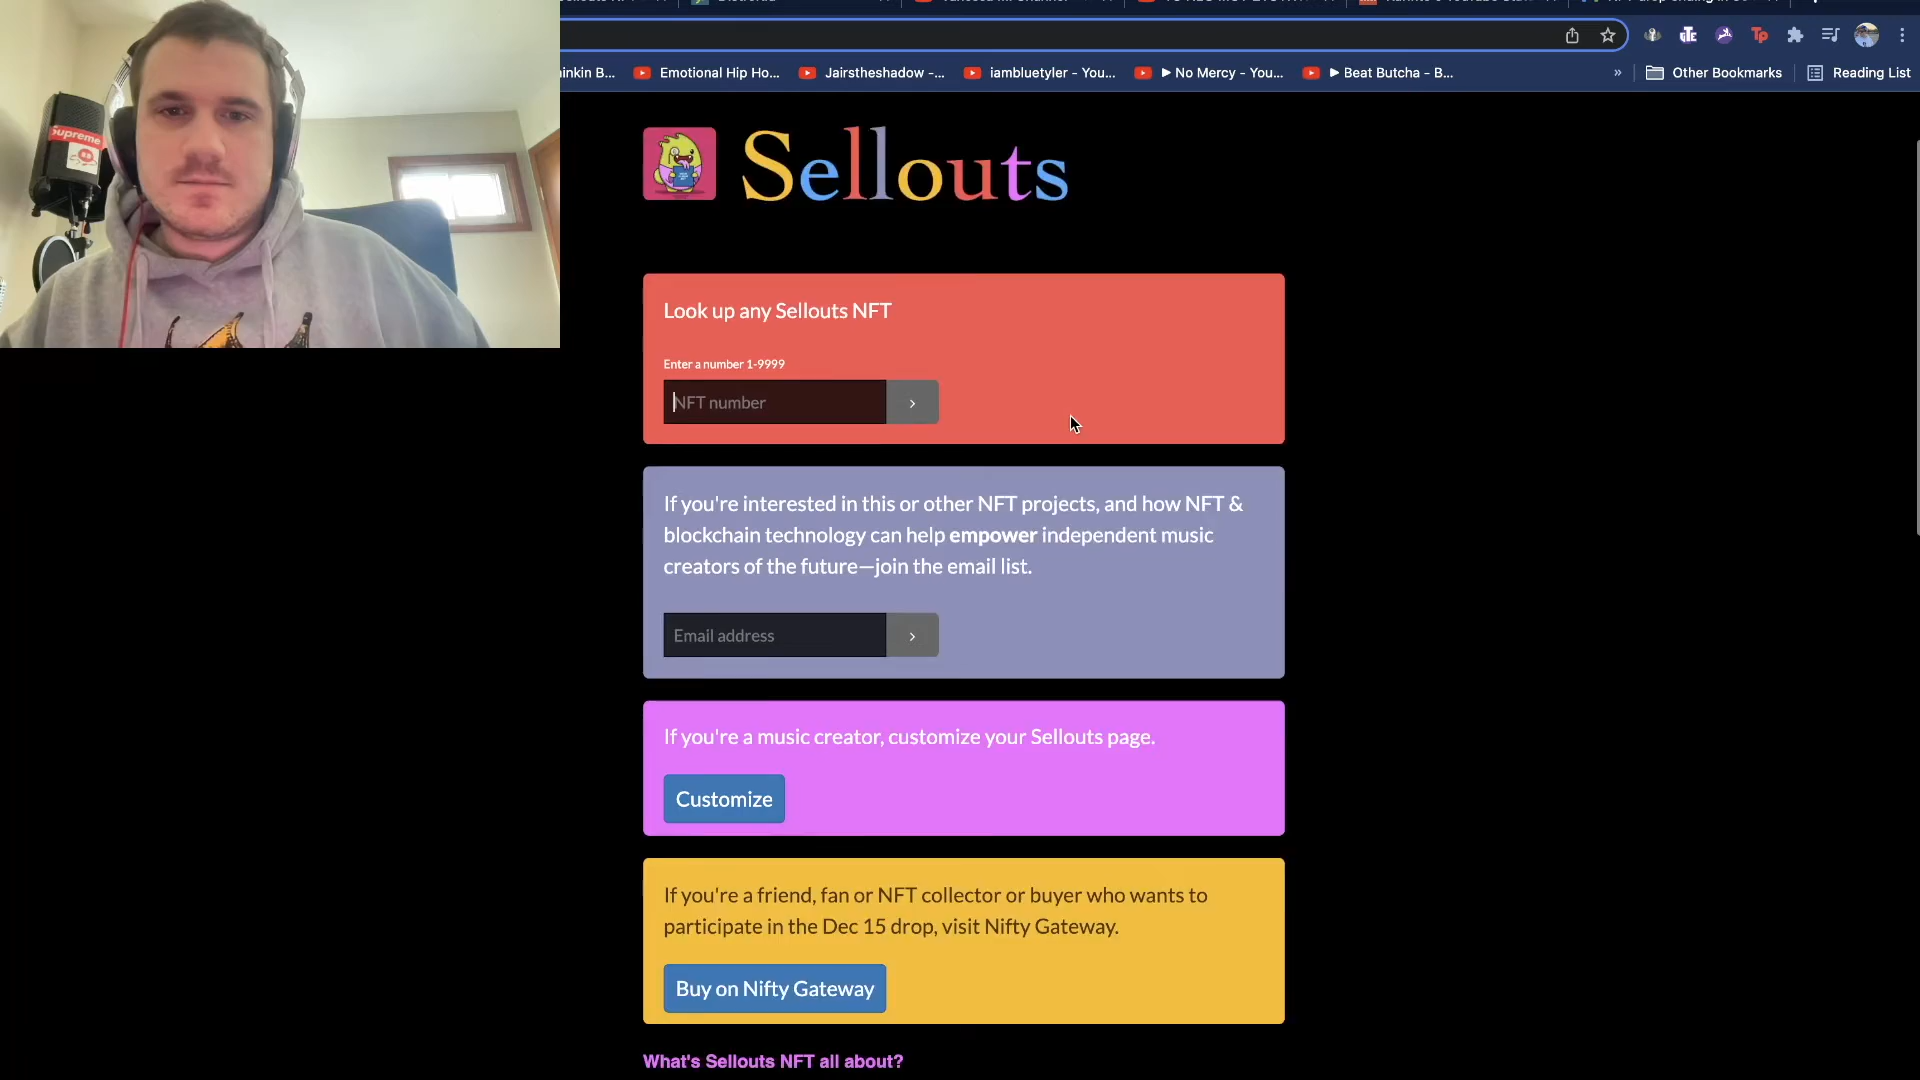 hinkin B...
Emotional Hip Ho...
Jairstheshadow -...
iambluetyler - You...
► No Mercy - You...
► Beat Butcha - B...
»
Other Bookmarks
Reading List
Supreme
Sellouts
Look up any Sellouts NFT
Enter a number 1-9999
NFT number
If you're interested in this or other NFT projects, and how NFT &
blockchain technology can help empower independent music
creators of the future—join the email list.
Email address
If you're a music creator, customize your Sellouts page.
Customize
If you're a friend, fan or NFT collector or buyer who wants to
participate in the Dec 15 drop, visit Nifty Gateway.
Buy on Nifty Gateway
What's Sellouts NFT all about?